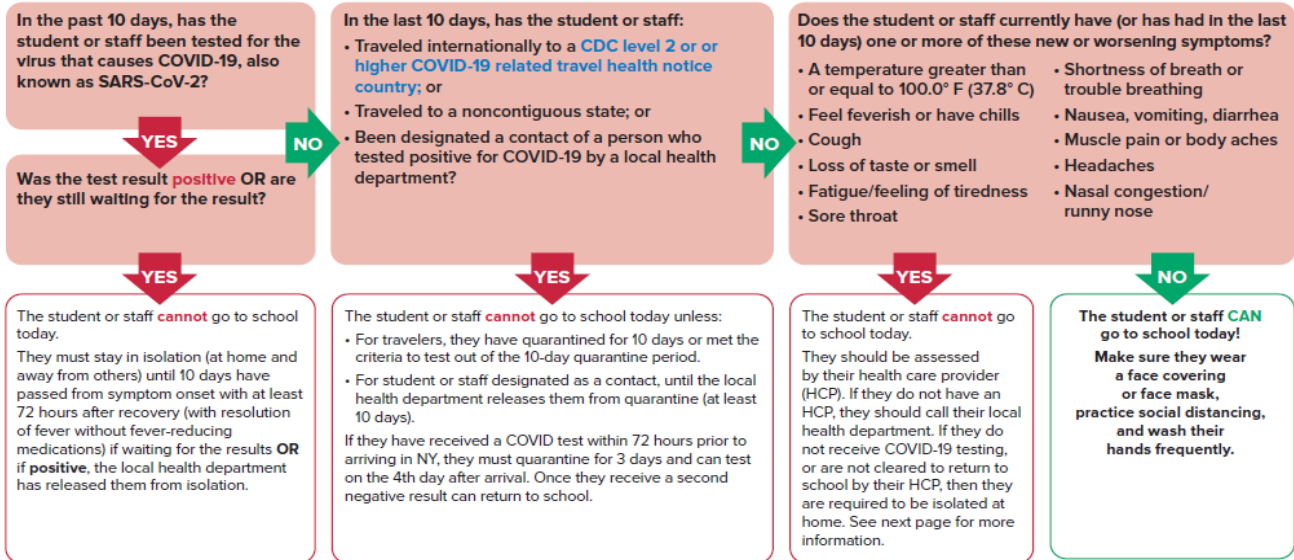 In the past 10 days, has the
student or staff been tested for the
virus that causes COVID-19, also
known as SARS-CoV-2?
YES
NO
Was the test result positive OR are
they still waiting for the result?
YES
The student or staff cannot go to school
today.
They must stay in isolation (at home and
away from others) until 10 days have
passed from symptom onset with at least
72 hours after recovery (with resolution
of fever without fever-reducing
medications) if waiting for the results OR
if positive, the local health department
has released them from isolation.
In the last 10 days, has the student or staff:
• Traveled internationally to a CDC level 2 or or
higher COVID-19 related travel health notice
country; or
• Traveled to a noncontiguous state; or
• Been designated a contact of a person who
tested positive for COVID-19 by a local health
department?
NO
YES
The student or staff cannot go to school today unless:
• For travelers, they have quarantined for 10 days or met the
criteria to test out of the 10-day quarantine period.
• For student or staff designated as a contact, until the local
health department releases them from quarantine (at least
10 days).
If they have received a COVID test within 72 hours prior to
arriving in NY, they must quarantine for 3 days and can test
on the 4th day after arrival. Once they receive a second
negative result can return to school.
Does the student or staff currently have (or has had in the last
10 days) one or more of these new or worsening symptoms?
• A temperature greater than
or equal to 100.0° F (37.8° C)
• Feel feverish or have chills
• Cough
• Loss of taste or smell
• Fatigue/feeling of tiredness
• Sore throat
• Shortness of breath or
trouble breathing
• Nausea, vomiting, diarrhea
• Muscle pain or body aches
• Headaches
• Nasal congestion/
runny nose
YES
The student or staff cannot go
to school today.
They should be assessed
by their health care provider
(HCP). If they do not have an
HCP, they should call their local
health department. If they do
not receive COVID-19 testing,
or are not cleared to return to
school by their HCP, then they
are required to be isolated at
home. See next page for more
information.
NO
The student or staff CAN
go to school today!
Make sure they wear
a face covering
or face mask,
practice social distancing,
and wash their
hands frequently.